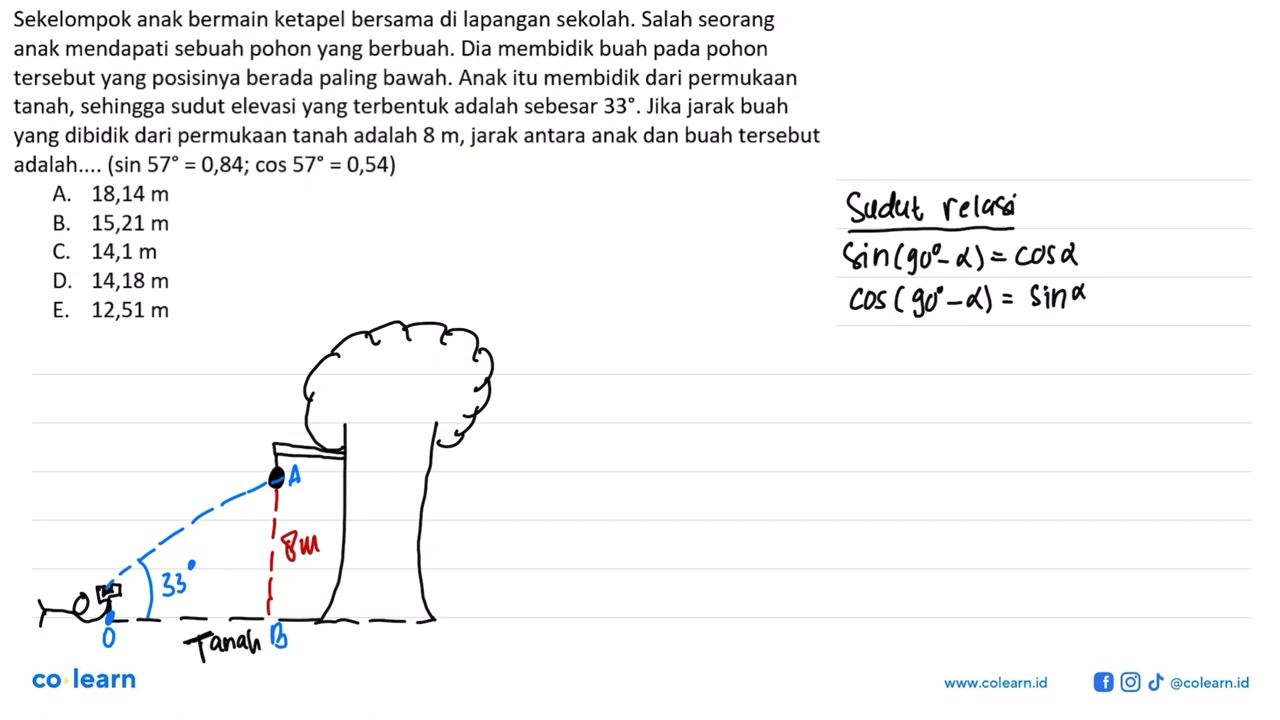 Sekelompok anak bermain ketapel bersama di lapangan sekolah. Salah seorang
anak mendapati sebuah pohon yang berbuah. Dia membidik buah pada pohon
tersebut yang posisinya berada paling bawah. Anak itu membidik dari permukaan
tanah, sehingga sudut elevasi yang terbentuk adalah sebesar 33°. Jika jarak buah
yang dibidik dari permukaan tanah adalah 8 m, jarak antara anak dan buah tersebut
adalah.... (sin 57° = 0,84; cos 57° = 0,54)
A. 18,14 m
B. 15,21 m
C. 14,1 m
D. 14,18 m
E. 12,51 m
Sudut relasi
sin(90°-α) = cosα
cos(90°-α) = sinα
A
8m
33°
O
Tanah B
co learn
www.colearn.id
@colearn.id